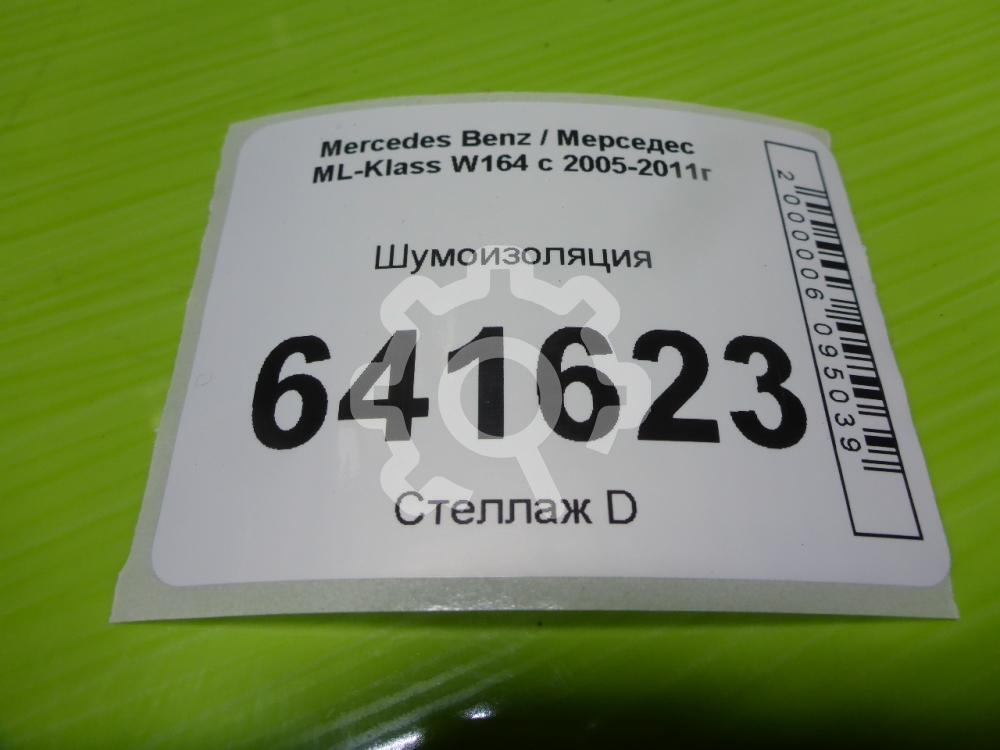 Mercedes Benz / Мерседес
ML-Klass W164 с 2005-2011г
Шумоизоляция
641623
Стеллаж D
2000006095039